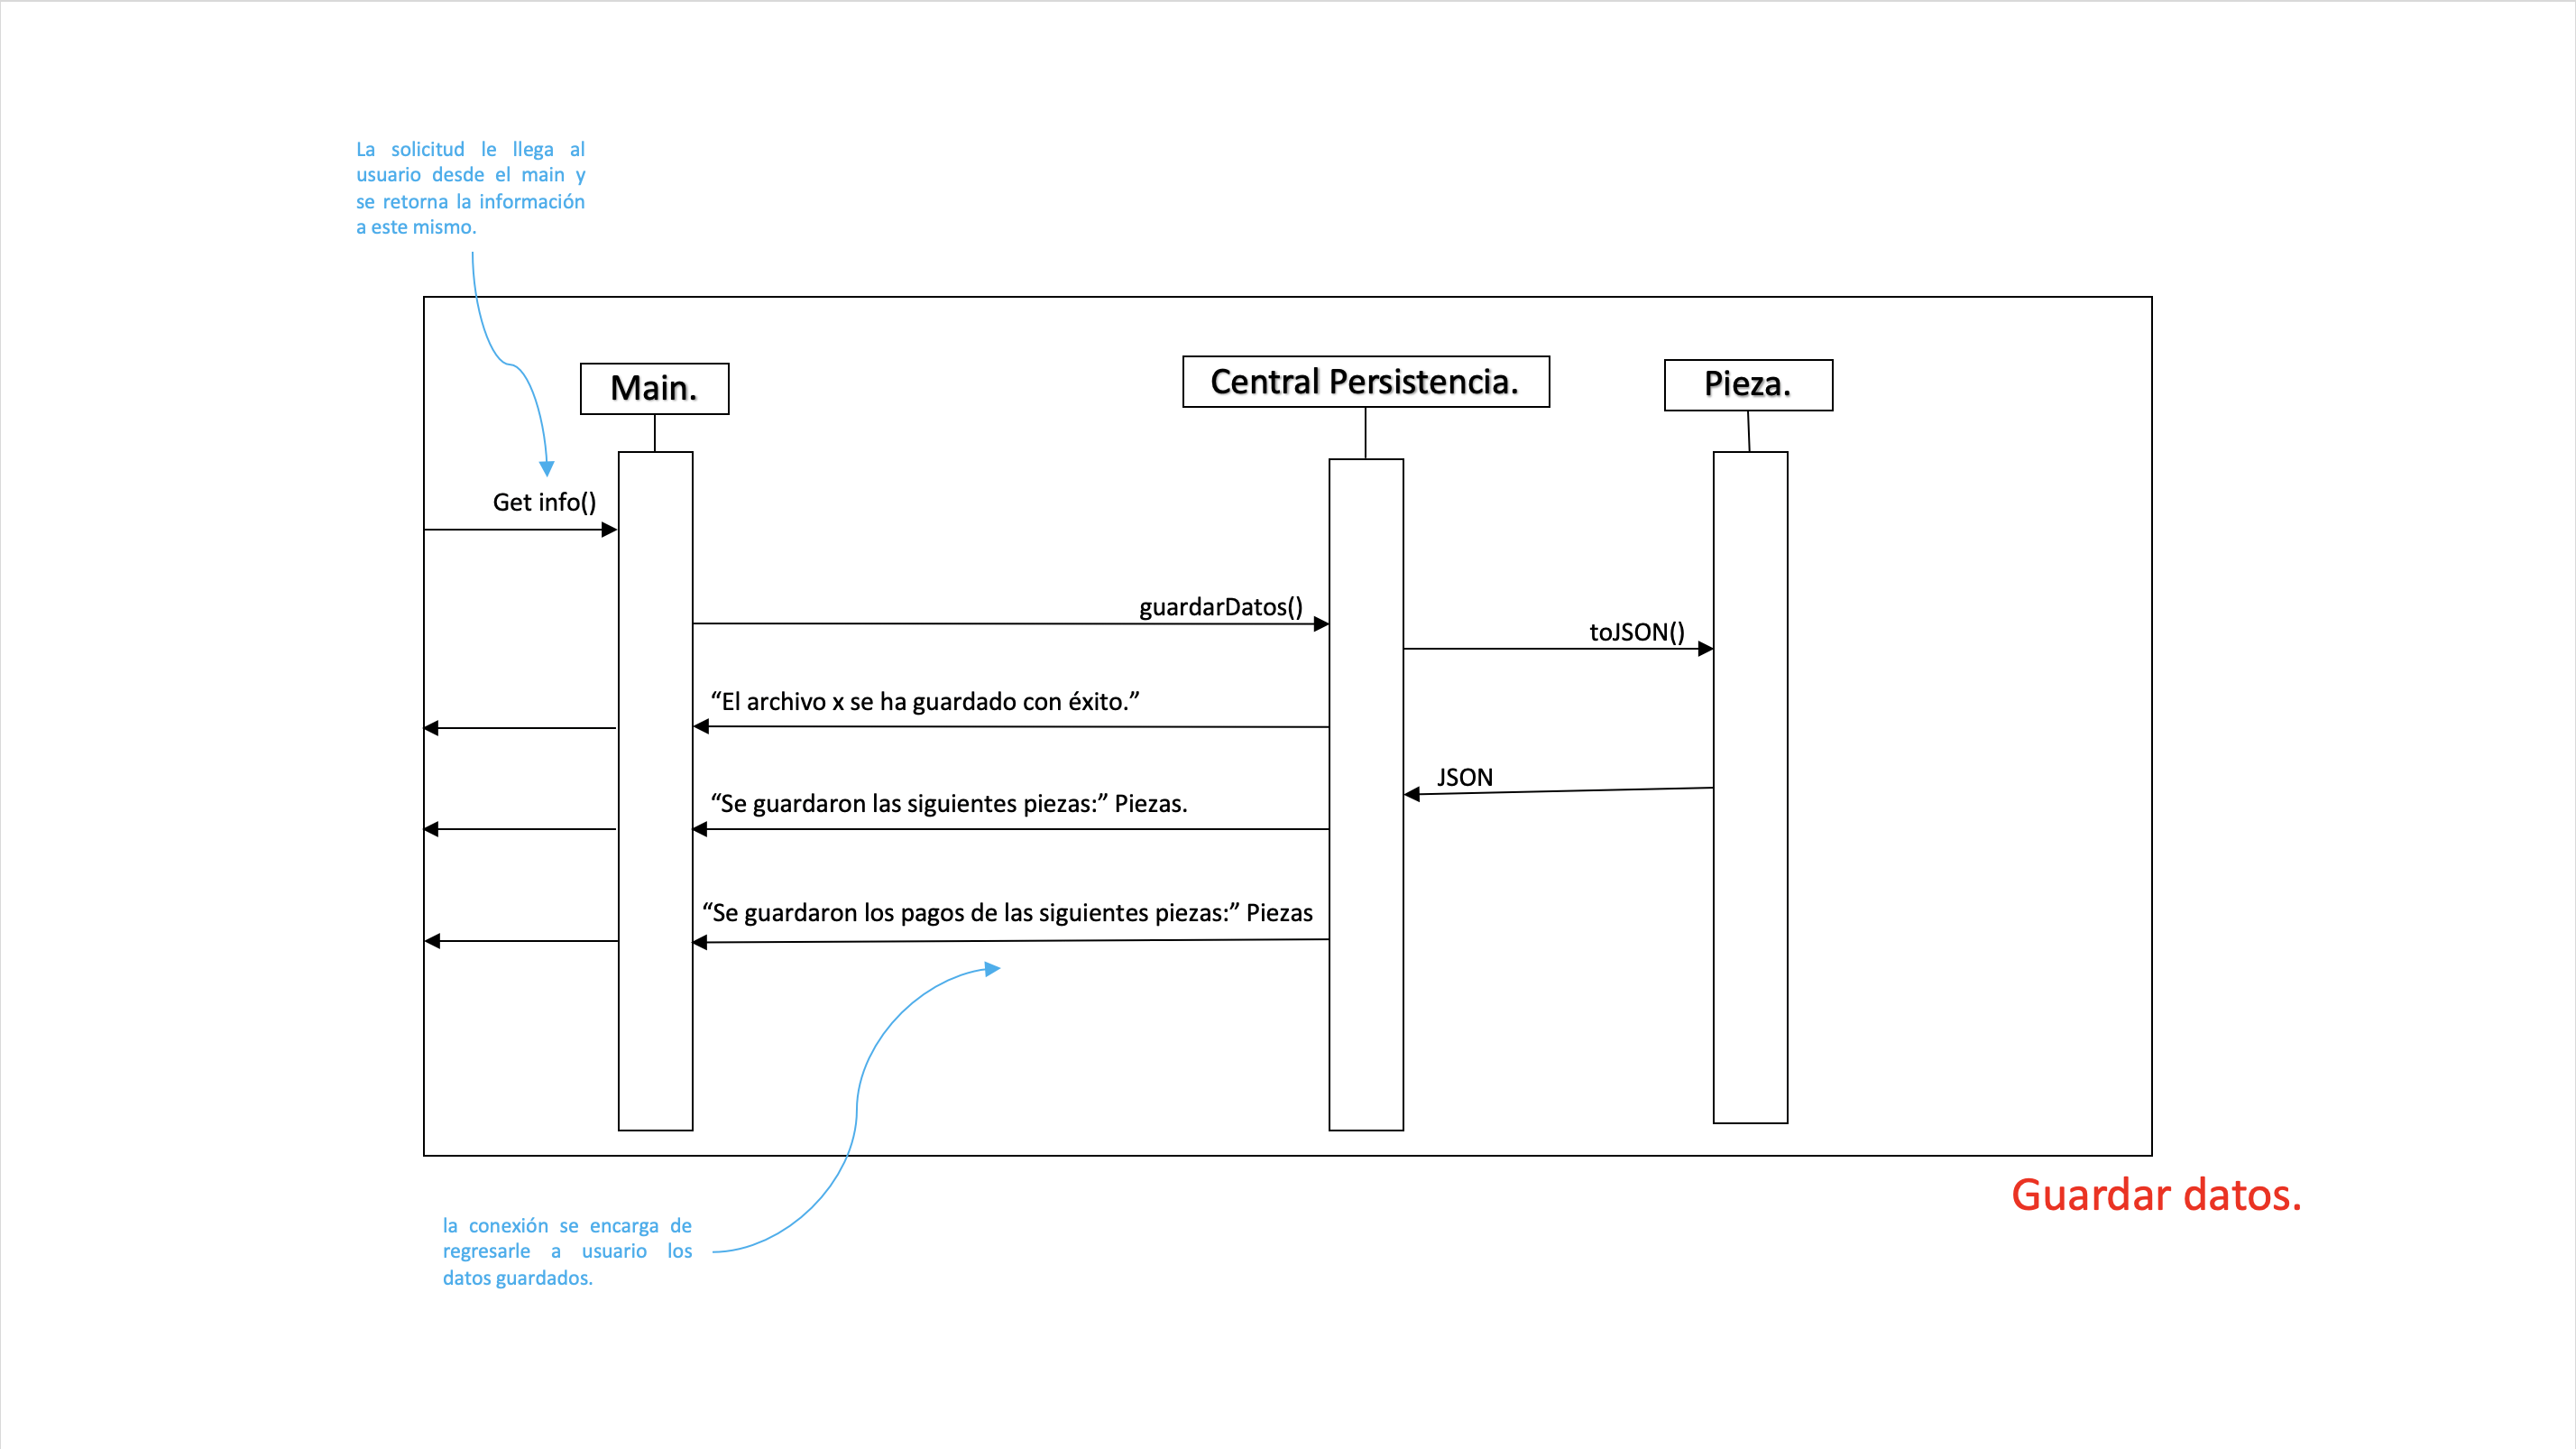 La solicitud le llega al
usuario desde el main y
se retorna la información
a este mismo.
Main.
Central Persistencia.
Pieza.
Get info()
guardarDatos()
toJSON()
“El archivo x se ha guardado con éxito.”
JSON
“Se guardaron las siguientes piezas:” Piezas.
“Se guardaron los pagos de las siguientes piezas:” Piezas
Guardar datos.
la conexión se encarga de
regresarle a usuario los
datos guardados.